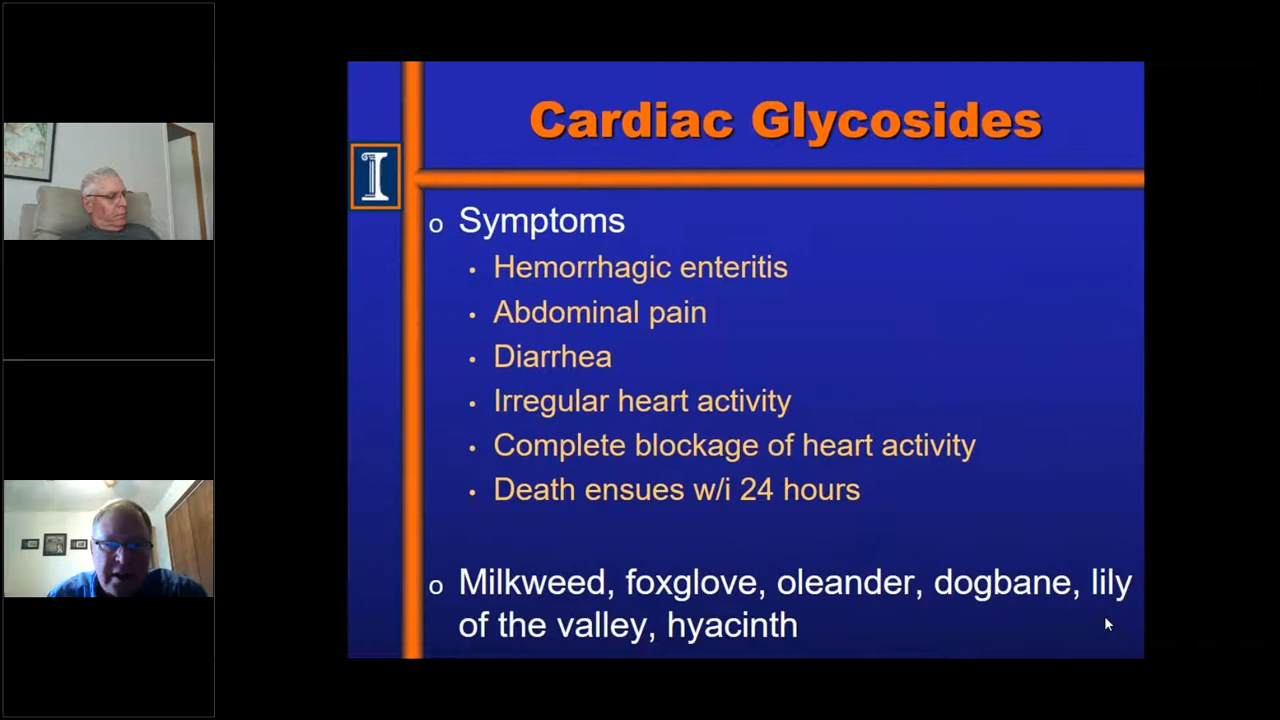 Cardiac Glycosides
I
o Symptoms
• Hemorrhagic enteritis
• Abdominal pain
• Diarrhea
• Irregular heart activity
• Complete blockage of heart activity
• Death ensues w/i 24 hours
o Milkweed, foxglove, oleander, dogbane, lily
of the valley, hyacinth